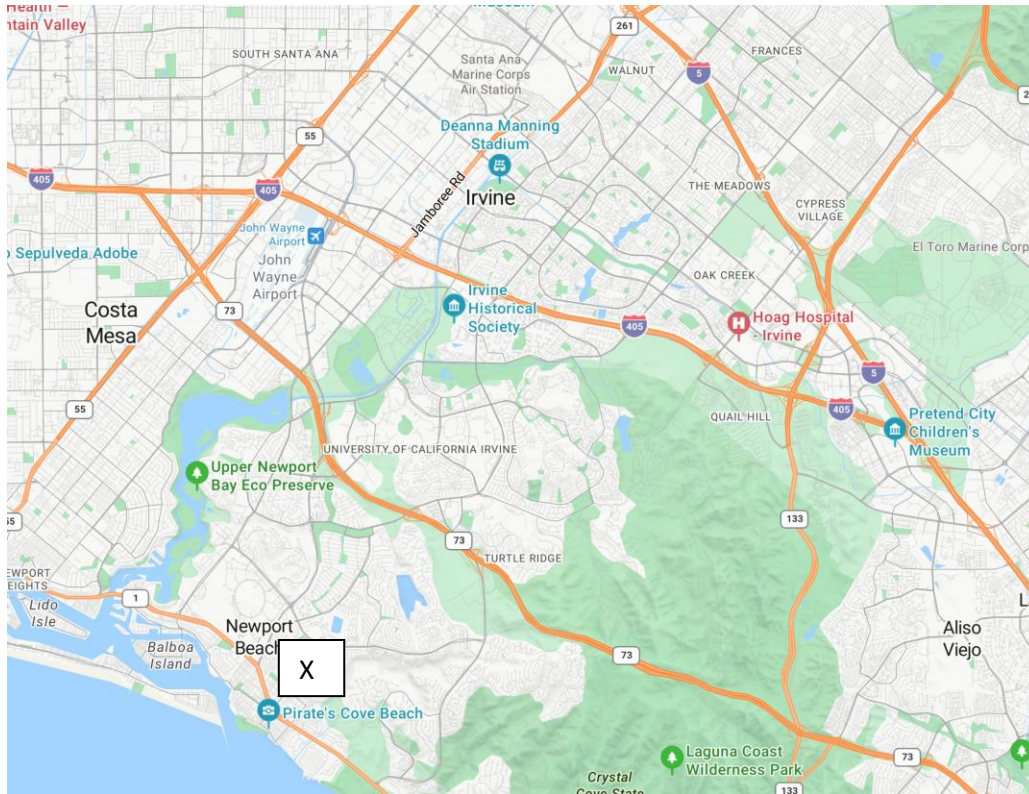 Health –
ntain Valley
261
FRANCES
SOUTH SANTA ANA
Santa Ana
Marine Corps
Air Station
WALNUT
5
2
55
Deanna Manning
Stadium
405
405
Jamboree Rd
Irvine
THE MEADOWS
CYPRESS
VILLAGE
John Wayne
Airport
o Sepulveda Adobe
John
Wayne
Airport
El Toro Marine Corp
OAK CREEK
Costa
Mesa
73
Irvine
Historical
Society
405
Hoag Hospital
- Irvine
5
55
405
QUAIL HILL
Pretend City
Children's
Museum
UNIVERSITY OF CALIFORNIA IRVINE
Upper Newport
Bay Eco Preserve
55
133
73
TURTLE RIDGE
EWPORT
EIGHTS
Lido
Isle
1
L
Newport
Beach
Balboa
Island
X
73
Aliso
Viejo
Pirate's Cove Beach
Laguna Coast
Wilderness Park
73
Crystal
Cove State
133